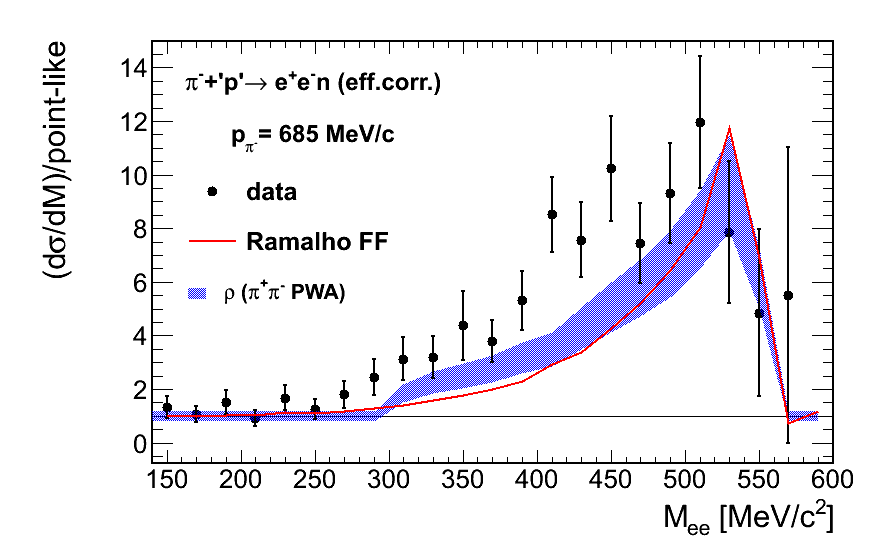 (dσ/dM)/point-like
14
12
10
8
6
4
2
0
π⁻+'p'→ e⁺e⁻n (eff.corr.)
p_π⁻= 685 MeV/c
data
Ramalho FF
ρ (π⁺π⁻ PWA)
150 200 250 300 350 400 450 500 550 600
M_ee [MeV/c²]